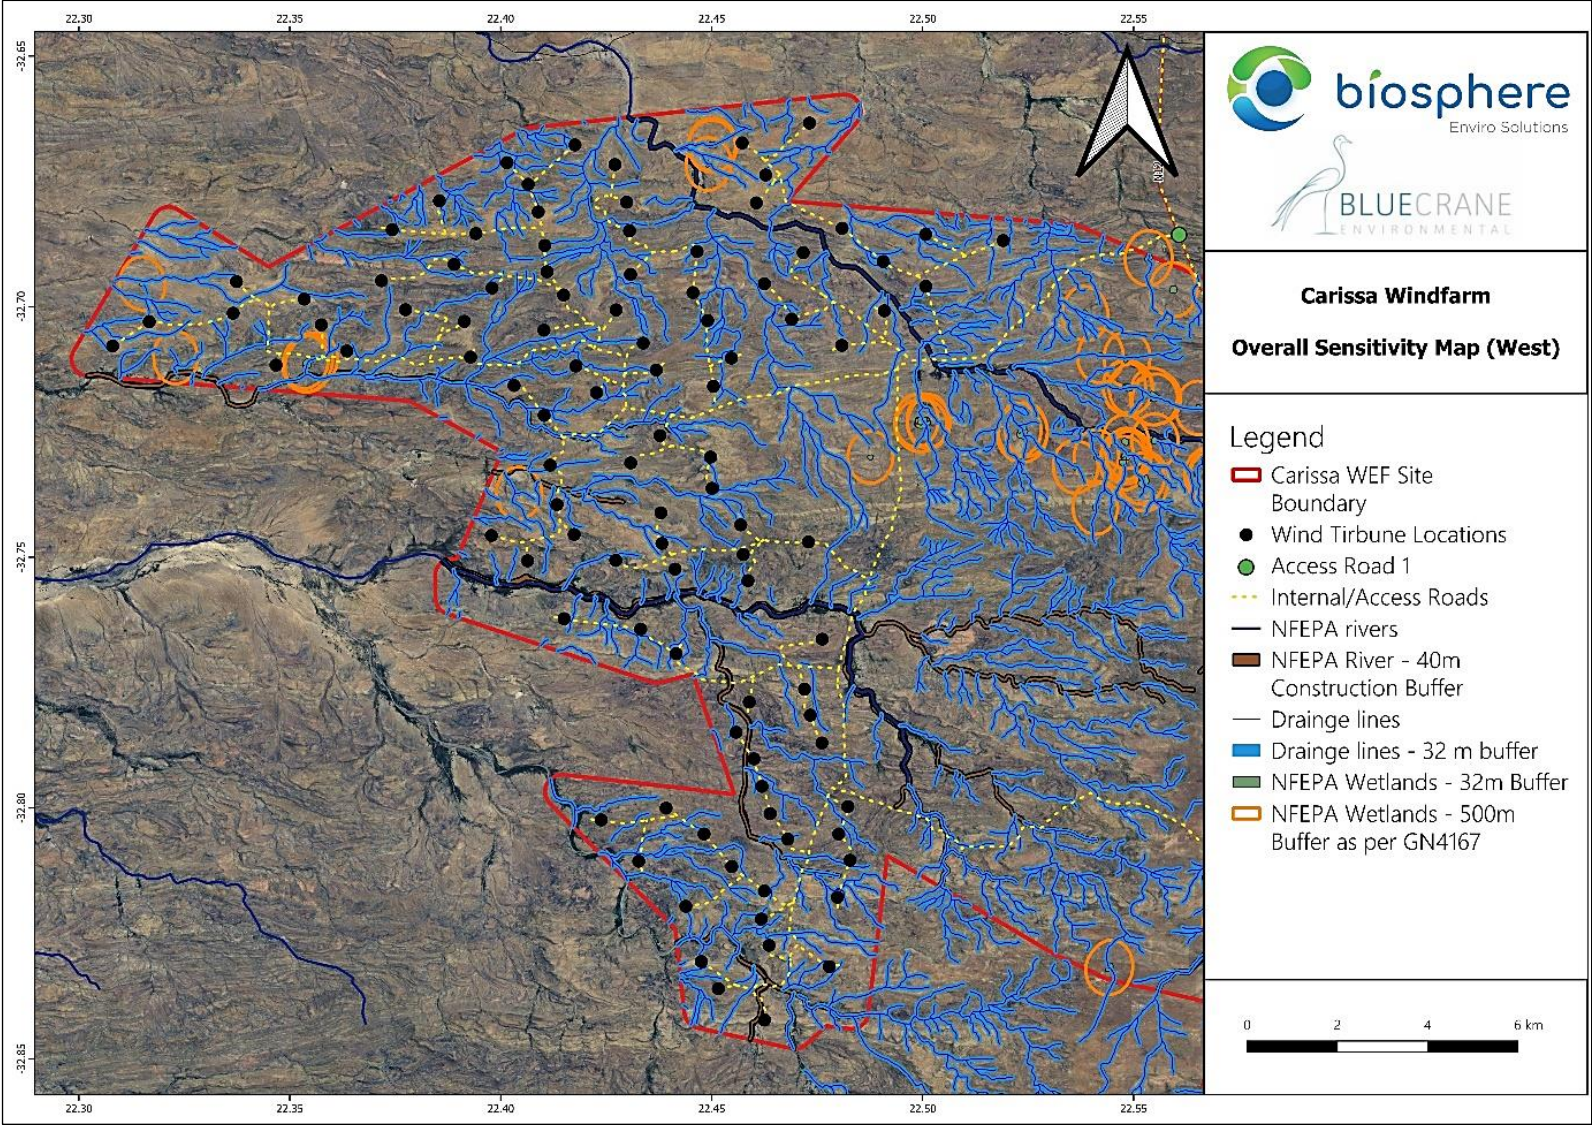 22.30 22.35 22.40 22.45 22.50 22.55
-32.65
-32.70
-32.75
-32.80
-32.85
N12
biosphere
Enviro Solutions
BLUECRANE
ENVIRONMENTAL
Carissa Windfarm
Overall Sensitivity Map (West)
Legend
Carissa WEF Site
Boundary
Wind Tirbune Locations
Access Road 1
Internal/Access Roads
NFEPA rivers
NFEPA River - 40m
Construction Buffer
Drainge lines
Drainge lines - 32 m buffer
NFEPA Wetlands - 32m Buffer
NFEPA Wetlands - 500m
Buffer as per GN4167
0 2 4 6 km
22.30 22.35 22.40 22.45 22.50 22.55